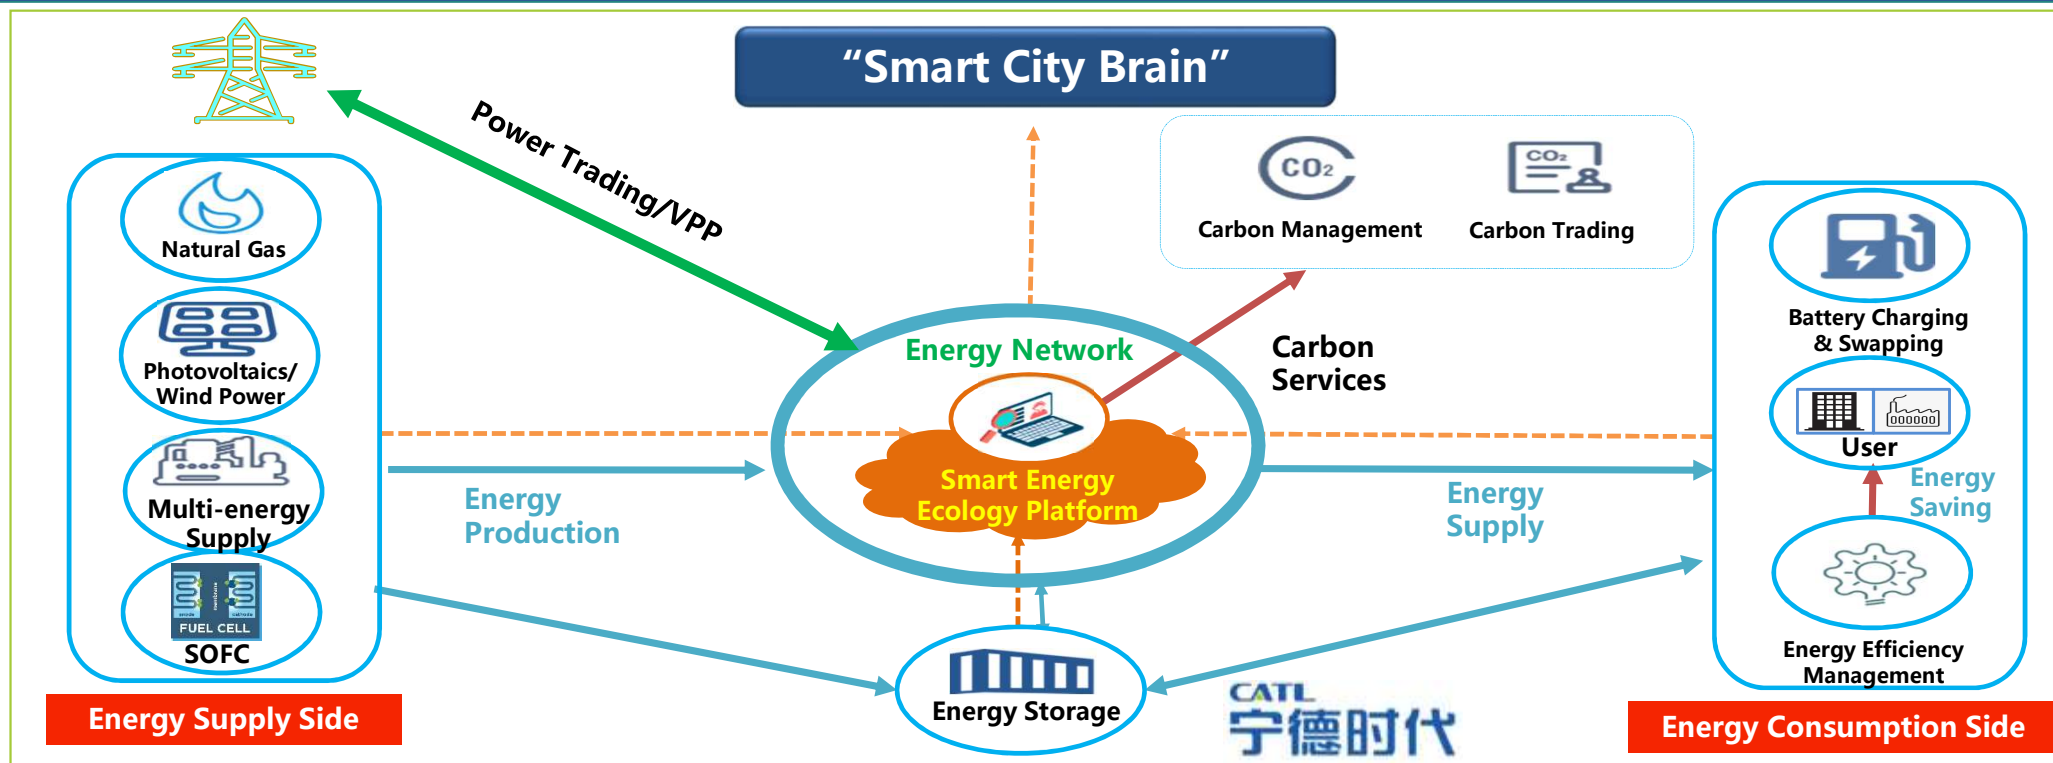 “Smart City Brain”
Power Trading/VPP
CO₂
CO₂
Carbon Management
Carbon Trading
Natural Gas
Photovoltaics/
Wind Power
Multi-energy
Supply
FUEL CELL
SOFC
Energy Supply Side
Energy
Production
Energy Network
Smart Energy
Ecology Platform
Carbon
Services
Energy
Supply
Energy Storage
CATL
宁德时代
Battery Charging
& Swapping
User
Energy
Saving
Energy Efficiency
Management
Energy Consumption Side